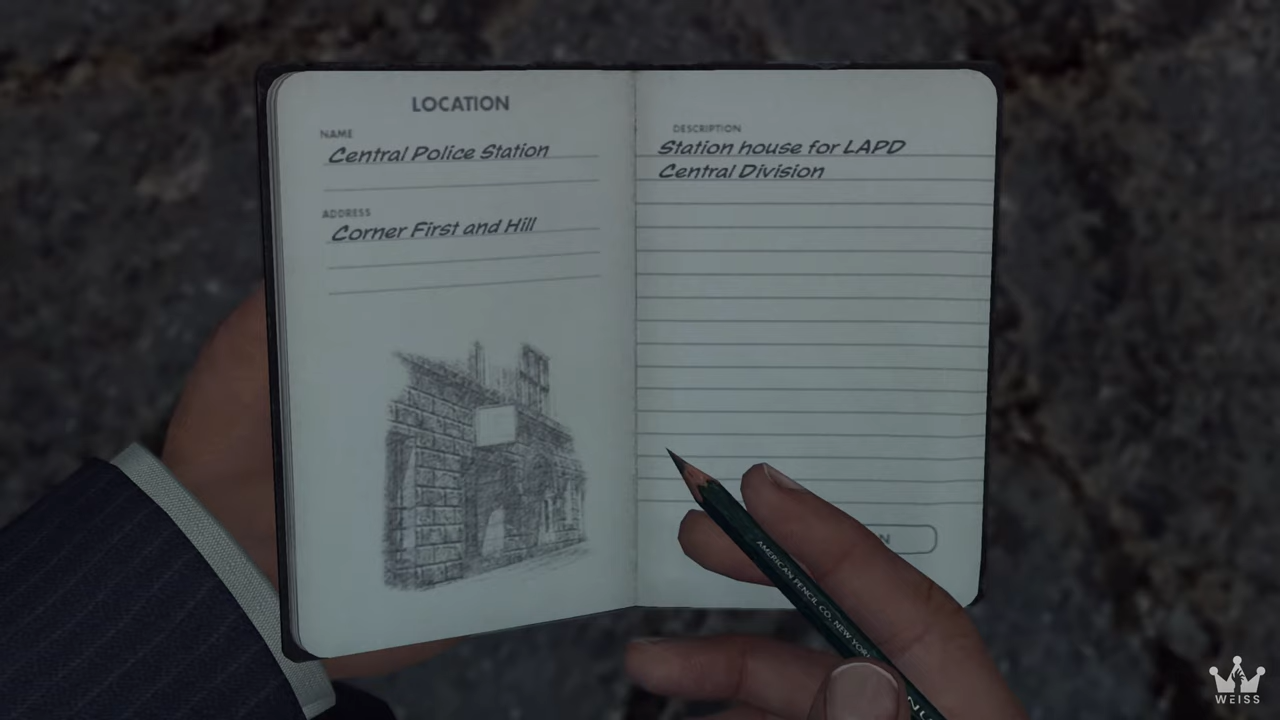 LOCATION
NAME
Central Police Station
ADDRESS
Corner First and Hill
DESCRIPTION
Station house for LAPD
Central Division
AMERICAN PENCIL CO. NEW YORK
WEISS